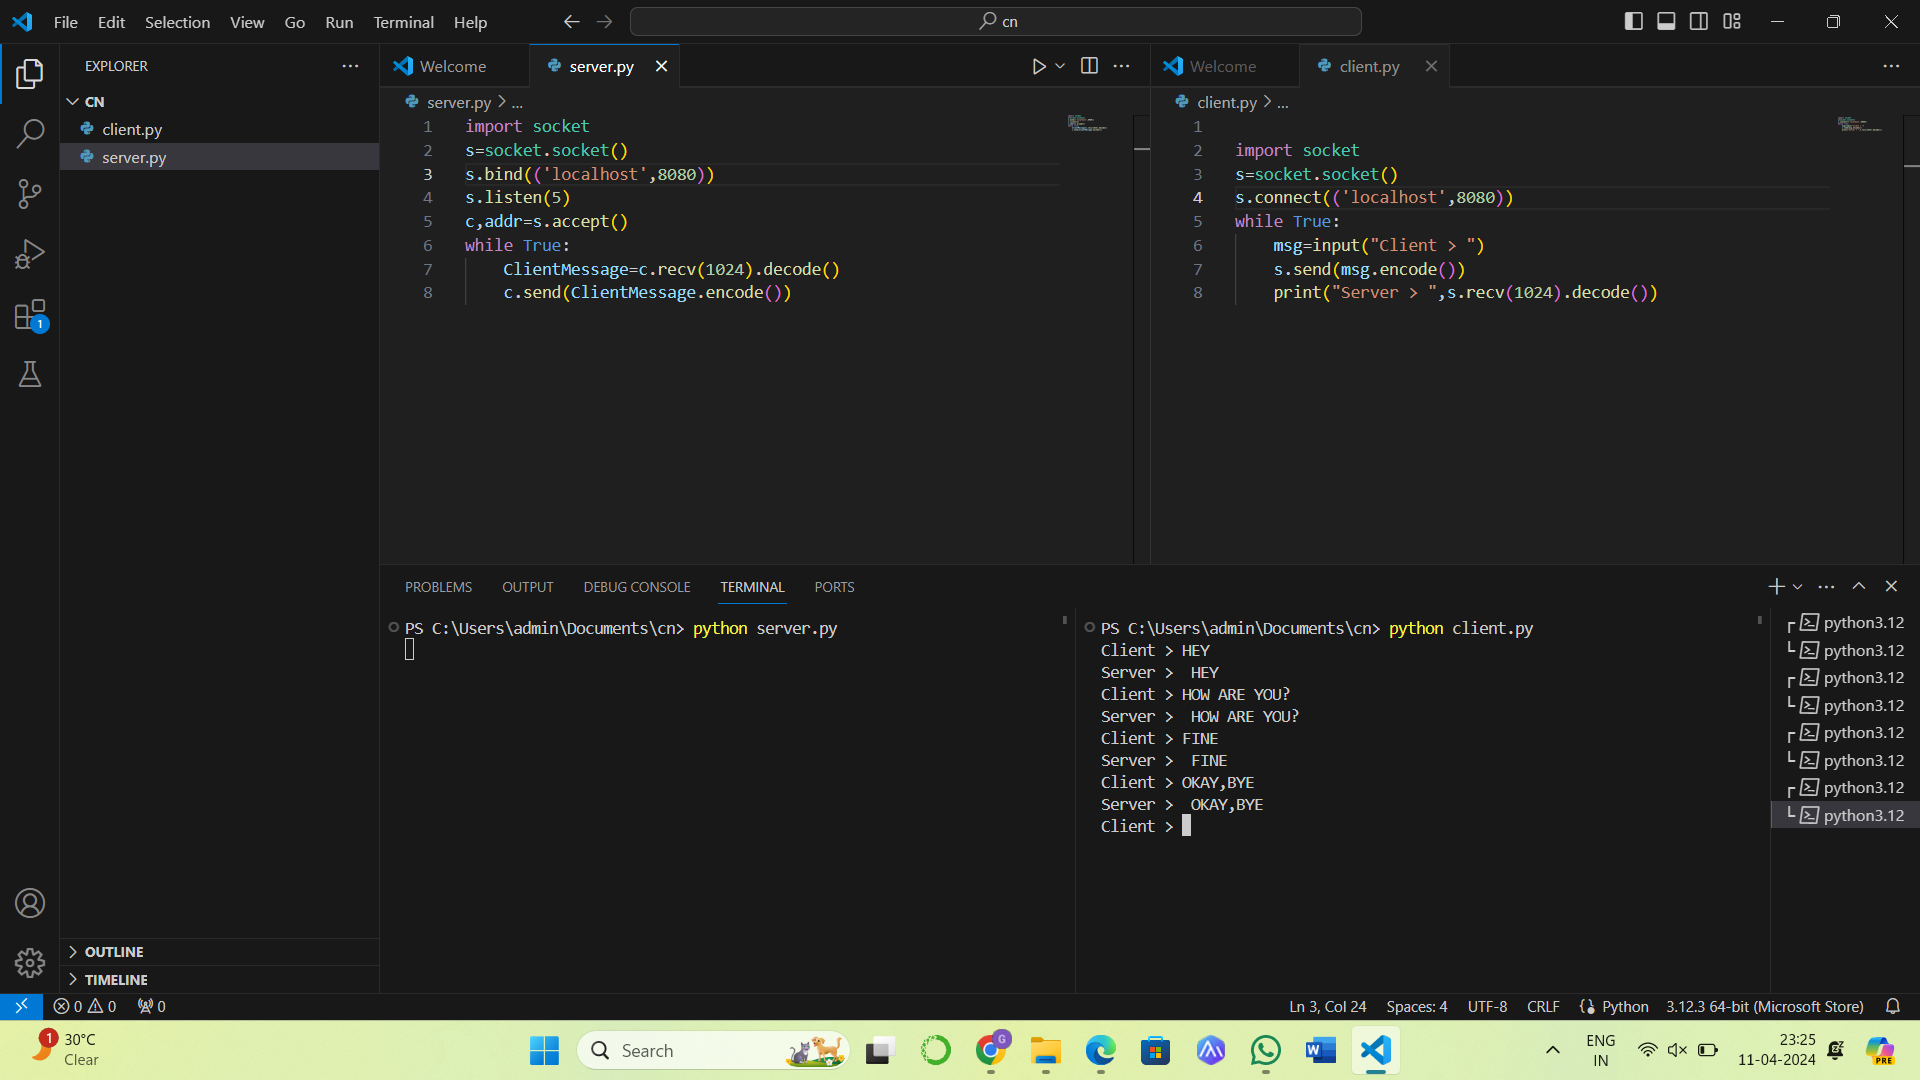 File Edit Selection View Go Run Terminal Help
cn
EXPLORER
CN
client.py
server.py
1
OUTLINE
TIMELINE
Welcome
server.py
server.py > ...
1 import socket
2 s=socket.socket()
3 s.bind(('localhost',8080))
4 s.listen(5)
5 c,addr=s.accept()
6 while True:
7     ClientMessage=c.recv(1024).decode()
8     c.send(ClientMessage.encode())
Welcome
client.py
client.py > ...
1
2 import socket
3 s=socket.socket()
4 s.connect(('localhost',8080))
5 while True:
6     msg=input("Client > ")
7     s.send(msg.encode())
8     print("Server > ",s.recv(1024).decode())
PROBLEMS OUTPUT DEBUG CONSOLE TERMINAL PORTS
PS C:\Users\admin\Documents\cn> python server.py
PS C:\Users\admin\Documents\cn> python client.py
Client > HEY
Server >  HEY
Client > HOW ARE YOU?
Server >  HOW ARE YOU?
Client > FINE
Server >  FINE
Client > OKAY,BYE
Server >  OKAY,BYE
Client >
python3.12
python3.12
python3.12
python3.12
python3.12
python3.12
python3.12
python3.12
0 0 0
Ln 3, Col 24 Spaces: 4 UTF-8 CRLF Python 3.12.3 64-bit (Microsoft Store)
1
30°C
Clear
Search
G
W
ENG
IN
23:25
11-04-2024
PRE